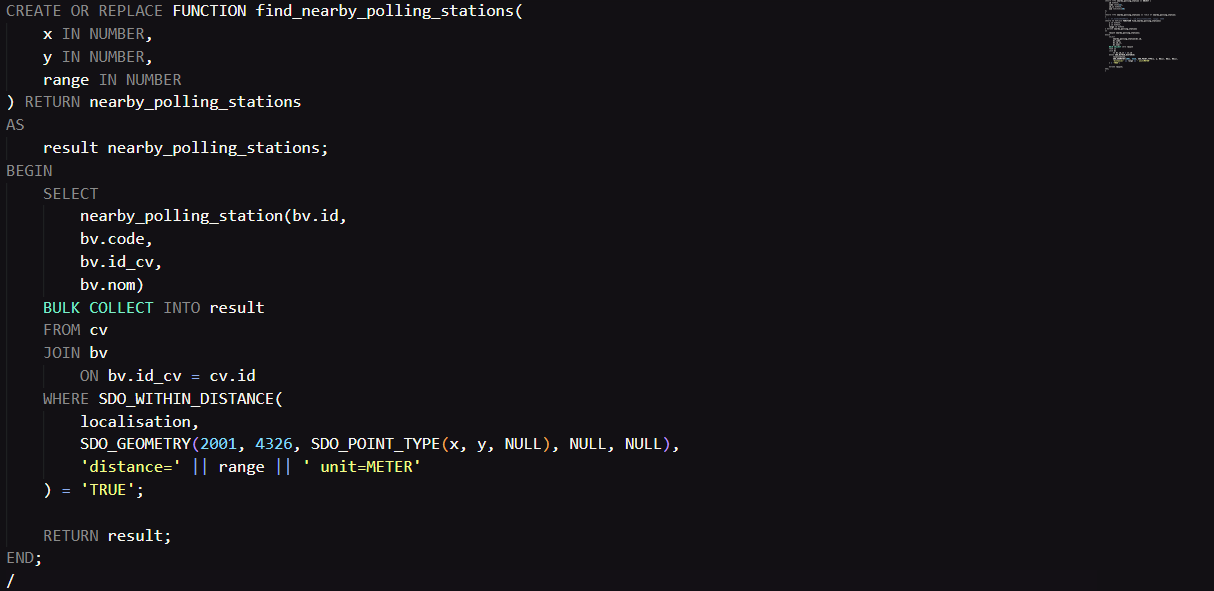 CREATE OR REPLACE FUNCTION find_nearby_polling_stations(
    x IN NUMBER,
    y IN NUMBER,
    range IN NUMBER
) RETURN nearby_polling_stations
AS
    result nearby_polling_stations;
BEGIN
    SELECT
        nearby_polling_station(bv.id,
        bv.code,
        bv.id_cv,
        bv.nom)
    BULK COLLECT INTO result
    FROM cv
    JOIN bv
        ON bv.id_cv = cv.id
    WHERE SDO_WITHIN_DISTANCE(
        localisation,
        SDO_GEOMETRY(2001, 4326, SDO_POINT_TYPE(x, y, NULL), NULL, NULL),
        'distance=' || range || ' unit=METER'
    ) = 'TRUE';

    RETURN result;
END;
/